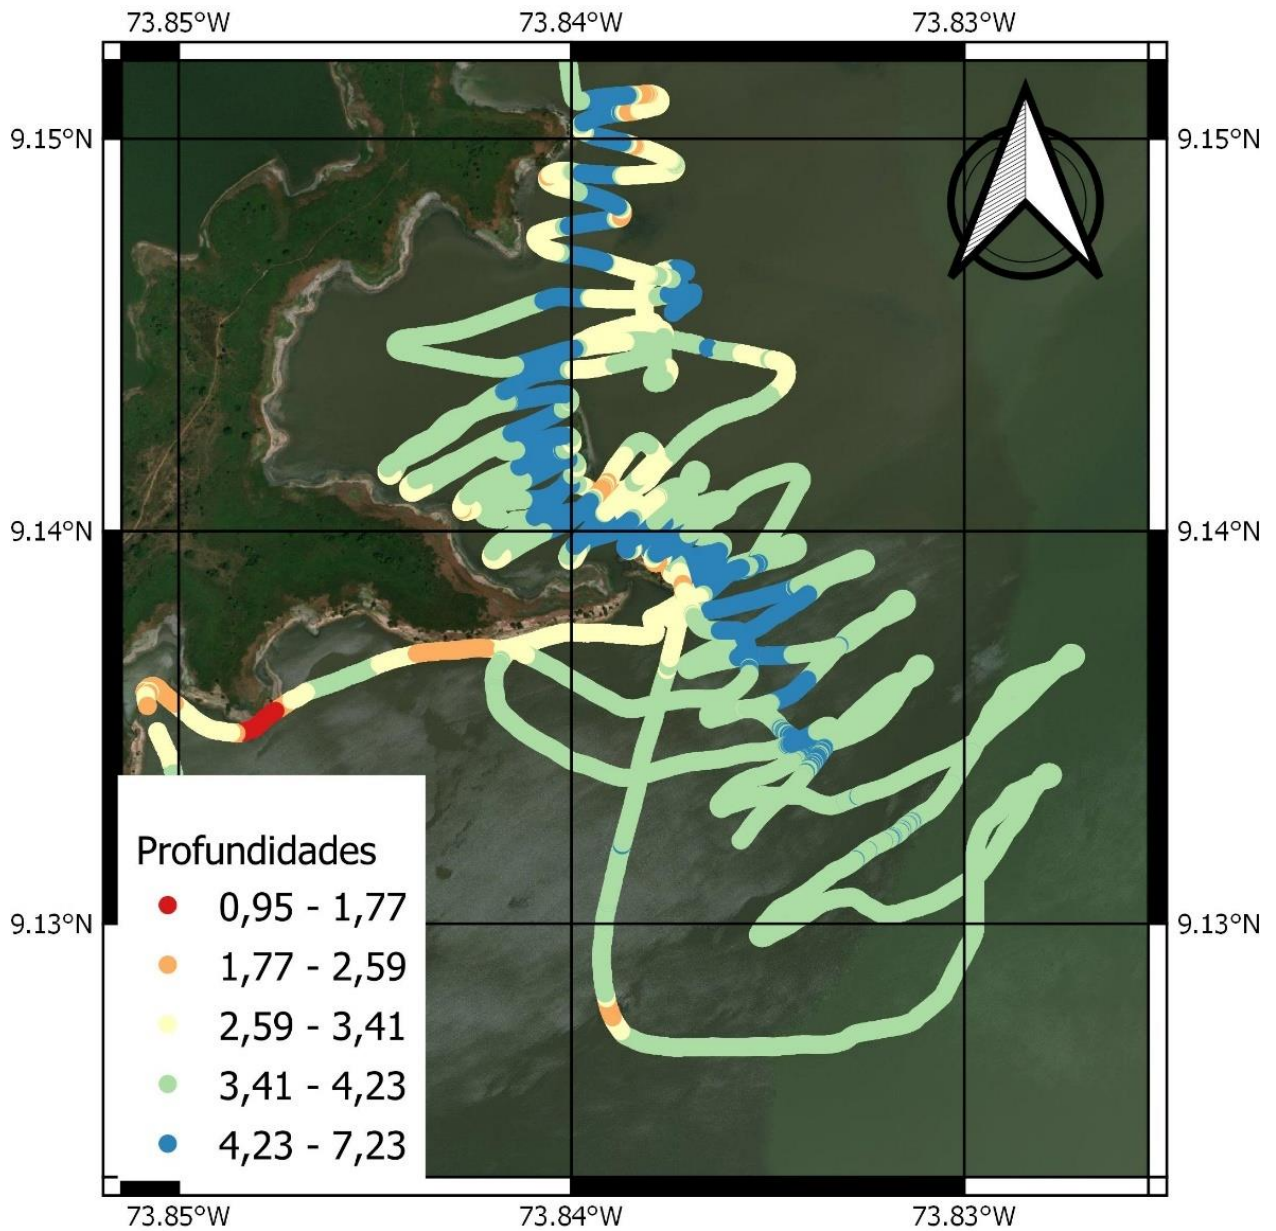 73.85°W 73.84°W 73.83°W
9.15°N 9.15°N
9.14°N 9.14°N
9.13°N 9.13°N
Profundidades
0,95 - 1,77
1,77 - 2,59
2,59 - 3,41
3,41 - 4,23
4,23 - 7,23
73.85°W 73.84°W 73.83°W